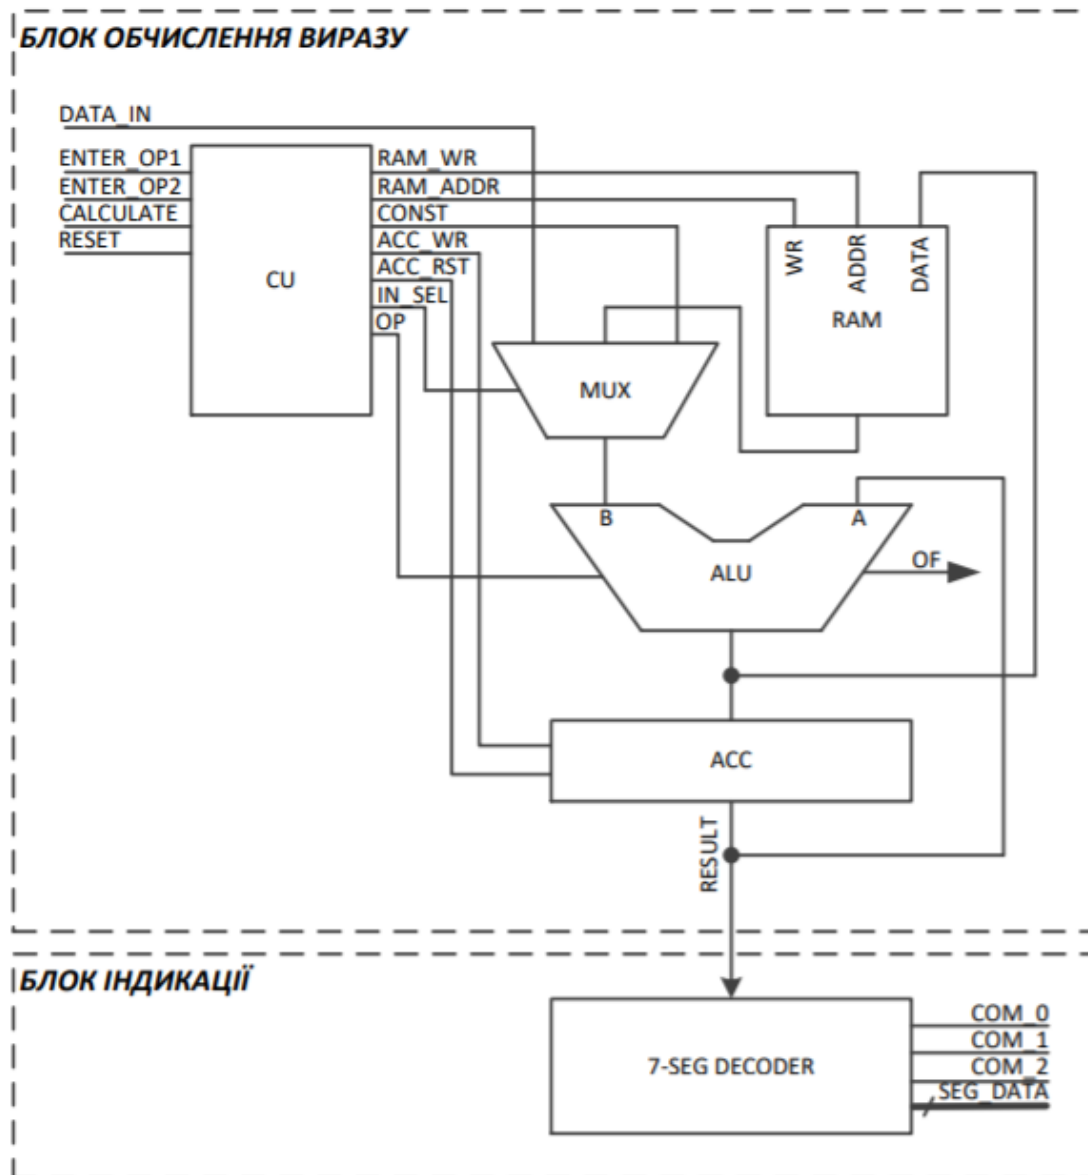 БЛОК ОБЧИСЛЕННЯ ВИРАЗУ
DATA_IN
ENTER_OP1
ENTER_OP2
CALCULATE
RESET
CU
RAM_WR
RAM_ADDR
CONST
ACC_WR
ACC_RST
IN_SEL
OP
WR
ADDR
DATA
RAM
MUX
B
A
ALU
OF
ACC
RESULT
БЛОК ІНДИКАЦІЇ
7-SEG DECODER
COM_0
COM_1
COM_2
SEG_DATA